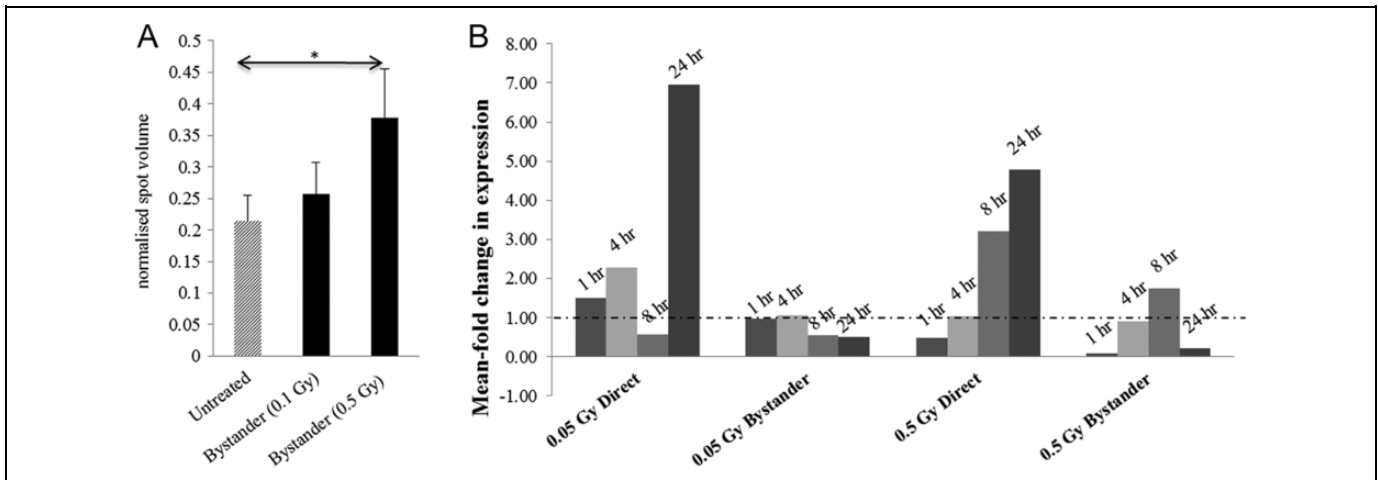 A
normalised spot volume
0.5
0.45
0.4
0.35
0.3
0.25
0.2
0.15
0.1
0.05
0
*
Untreated
Bystander (0.1 Gy)
Bystander (0.5 Gy)
B
Mean-fold change in expression
8.00
7.00
6.00
5.00
4.00
3.00
2.00
1.00
0.00
-1.00
1 hr
4 hr
8 hr
24 hr
1 hr
4 hr
8 hr
24 hr
1 hr
4 hr
8 hr
24 hr
1 hr
4 hr
8 hr
24 hr
0.05 Gy Direct
0.05 Gy Bystander
0.5 Gy Direct
0.5 Gy Bystander